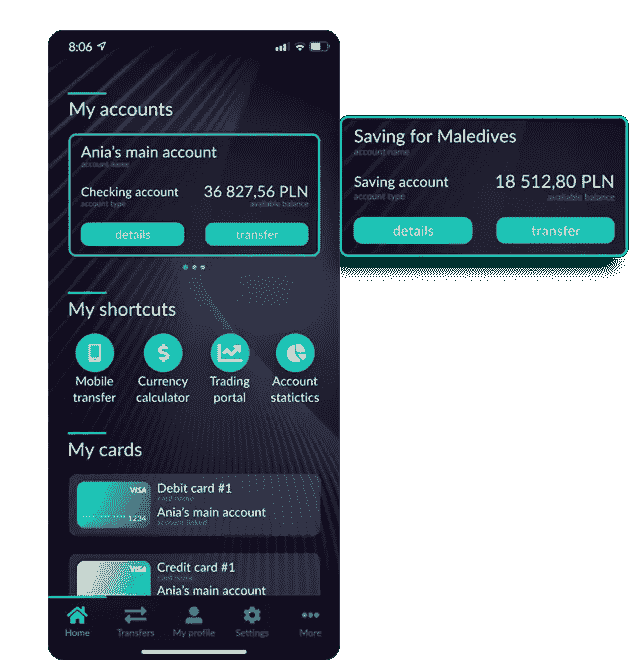 8:06
My accounts
Ania's main account
account name
Checking account 36 827,56 PLN
account type available balance
details transfer
Saving for Maledives
account name
Saving account 18 512,80 PLN
account type available balance
details transfer
My shortcuts
Mobile transfer
Currency calculator
Trading portal
Account statictics
My cards
VISA
1234
Debit card #1
card name
Ania's main account
account linked
VISA
Credit card #1
card name
Ania's main account
Home Transfers My profile Settings More